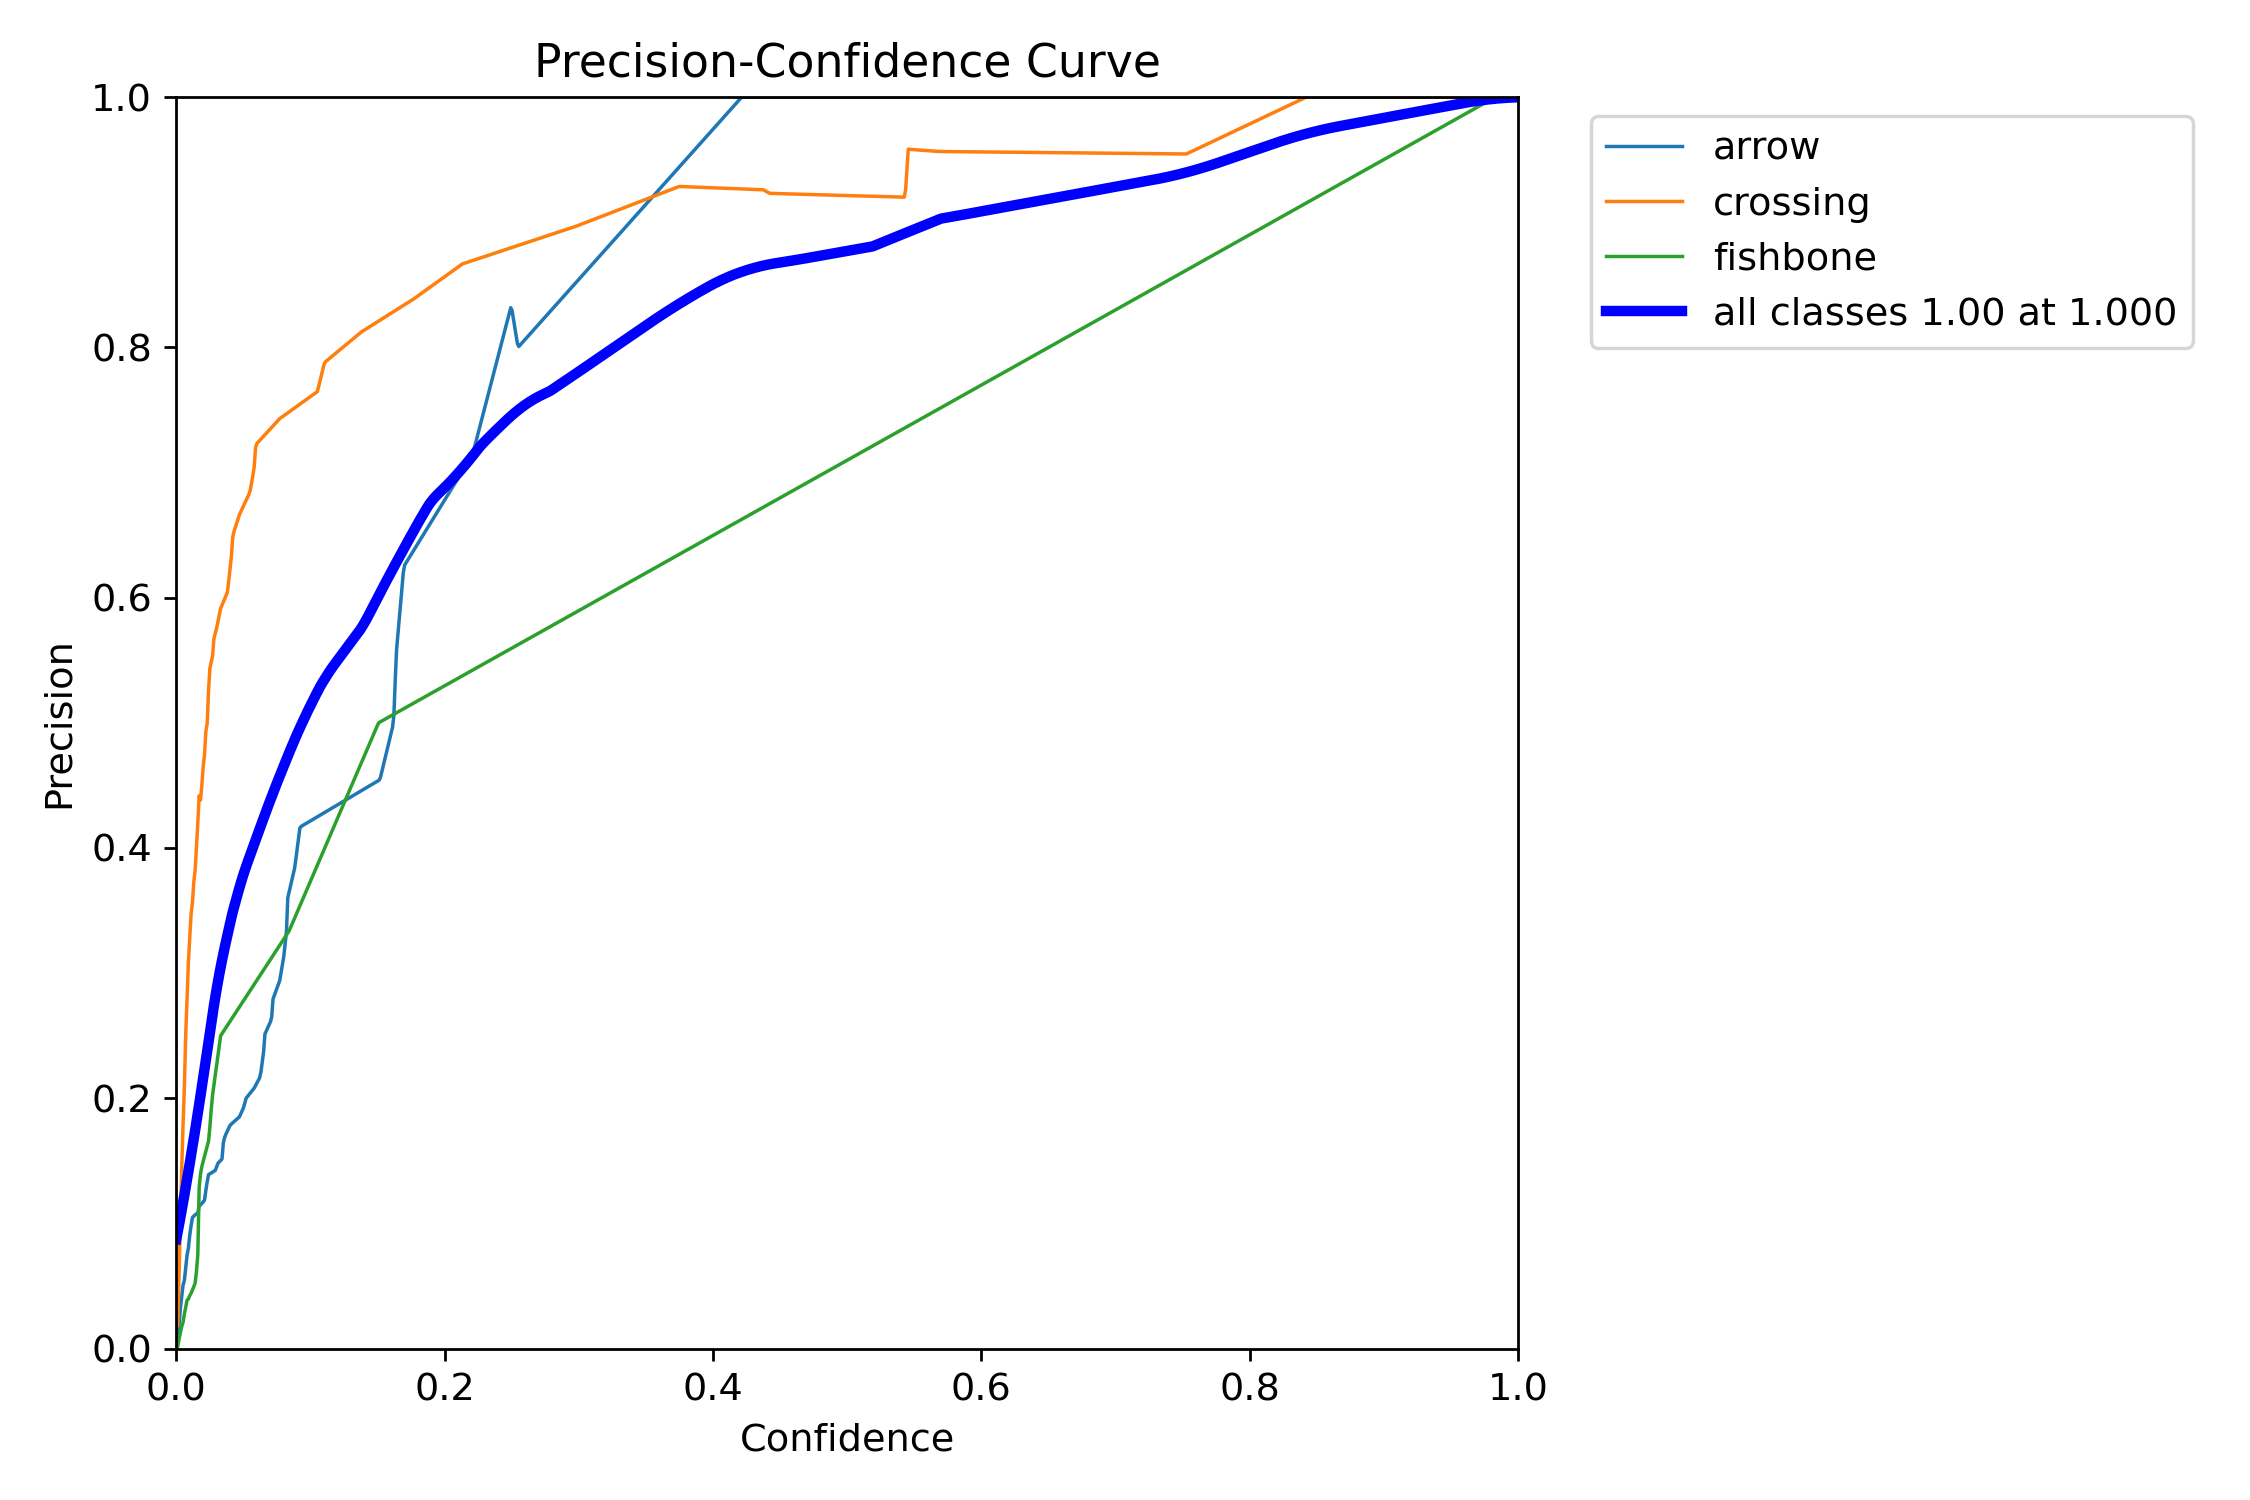 Precision-Confidence Curve
1.0
0.8
0.6
0.4
0.2
0.0
Precision
0.0 0.2 0.4 0.6 0.8 1.0
Confidence
arrow
crossing
fishbone
all classes 1.00 at 1.000